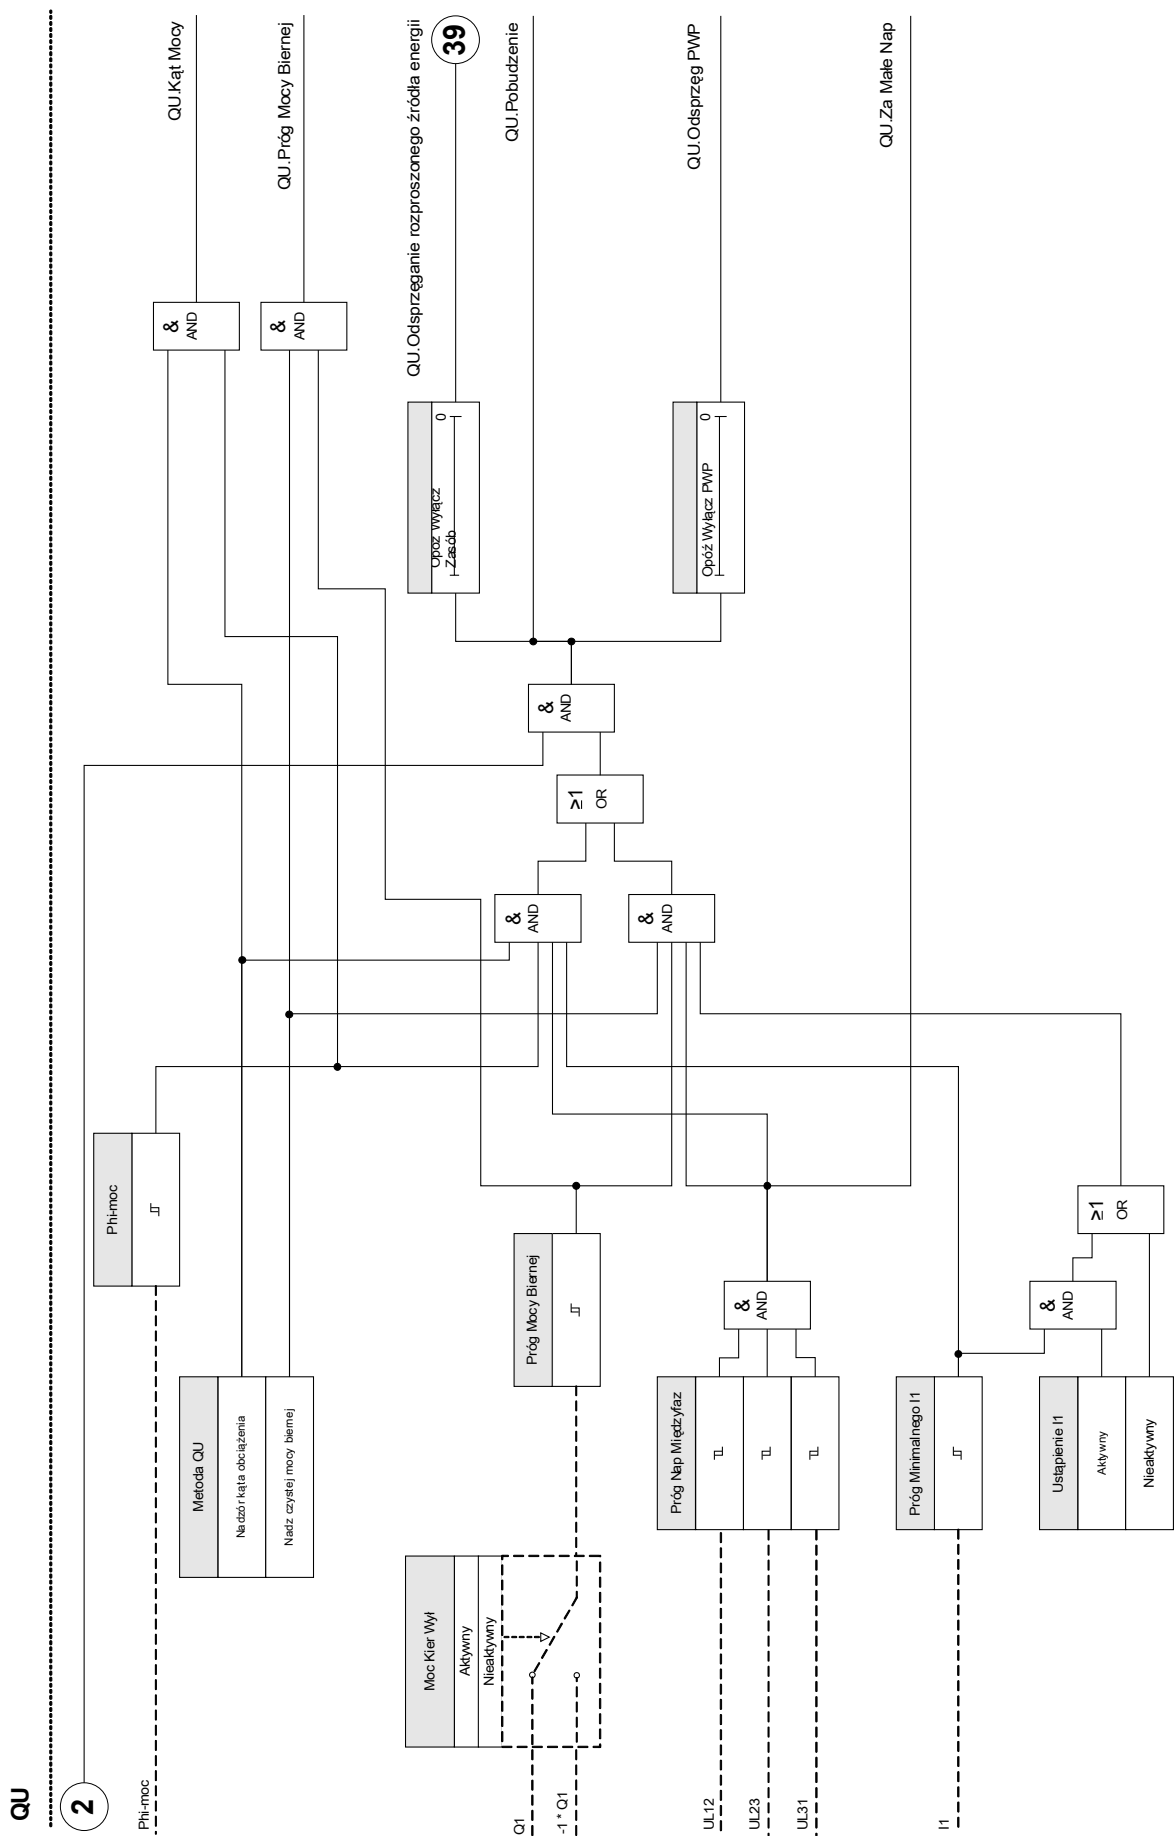 QU
2
Phi-moc
Phi-moc
Metoda QU
Nadzór kąta obciążenia
Nadz czystej mocy biernej
&
AND
QU.Kąt Mocy
&
AND
QU.Próg Mocy Biernej
Q1
-1 * Q1
Moc Kier Wył
Aktywny
Nieaktywny
Próg Mocy Biernej
&
AND
&
AND
≥1
OR
&
AND
Opóź Wyłącz
Zasób
0
QU.Odsprzęganie rozproszonego źródła energii
39
QU.Pobudzenie
Opóź Wyłącz PWP
0
QU.Odsprzęg PWP
UL12
UL23
UL31
Próg Nap Międzyfaz
&
AND
QU.Za Małe Nap
I1
Próg Minimalnego I1
Ustąpienie I1
Aktywny
Nieaktywny
&
AND
≥1
OR